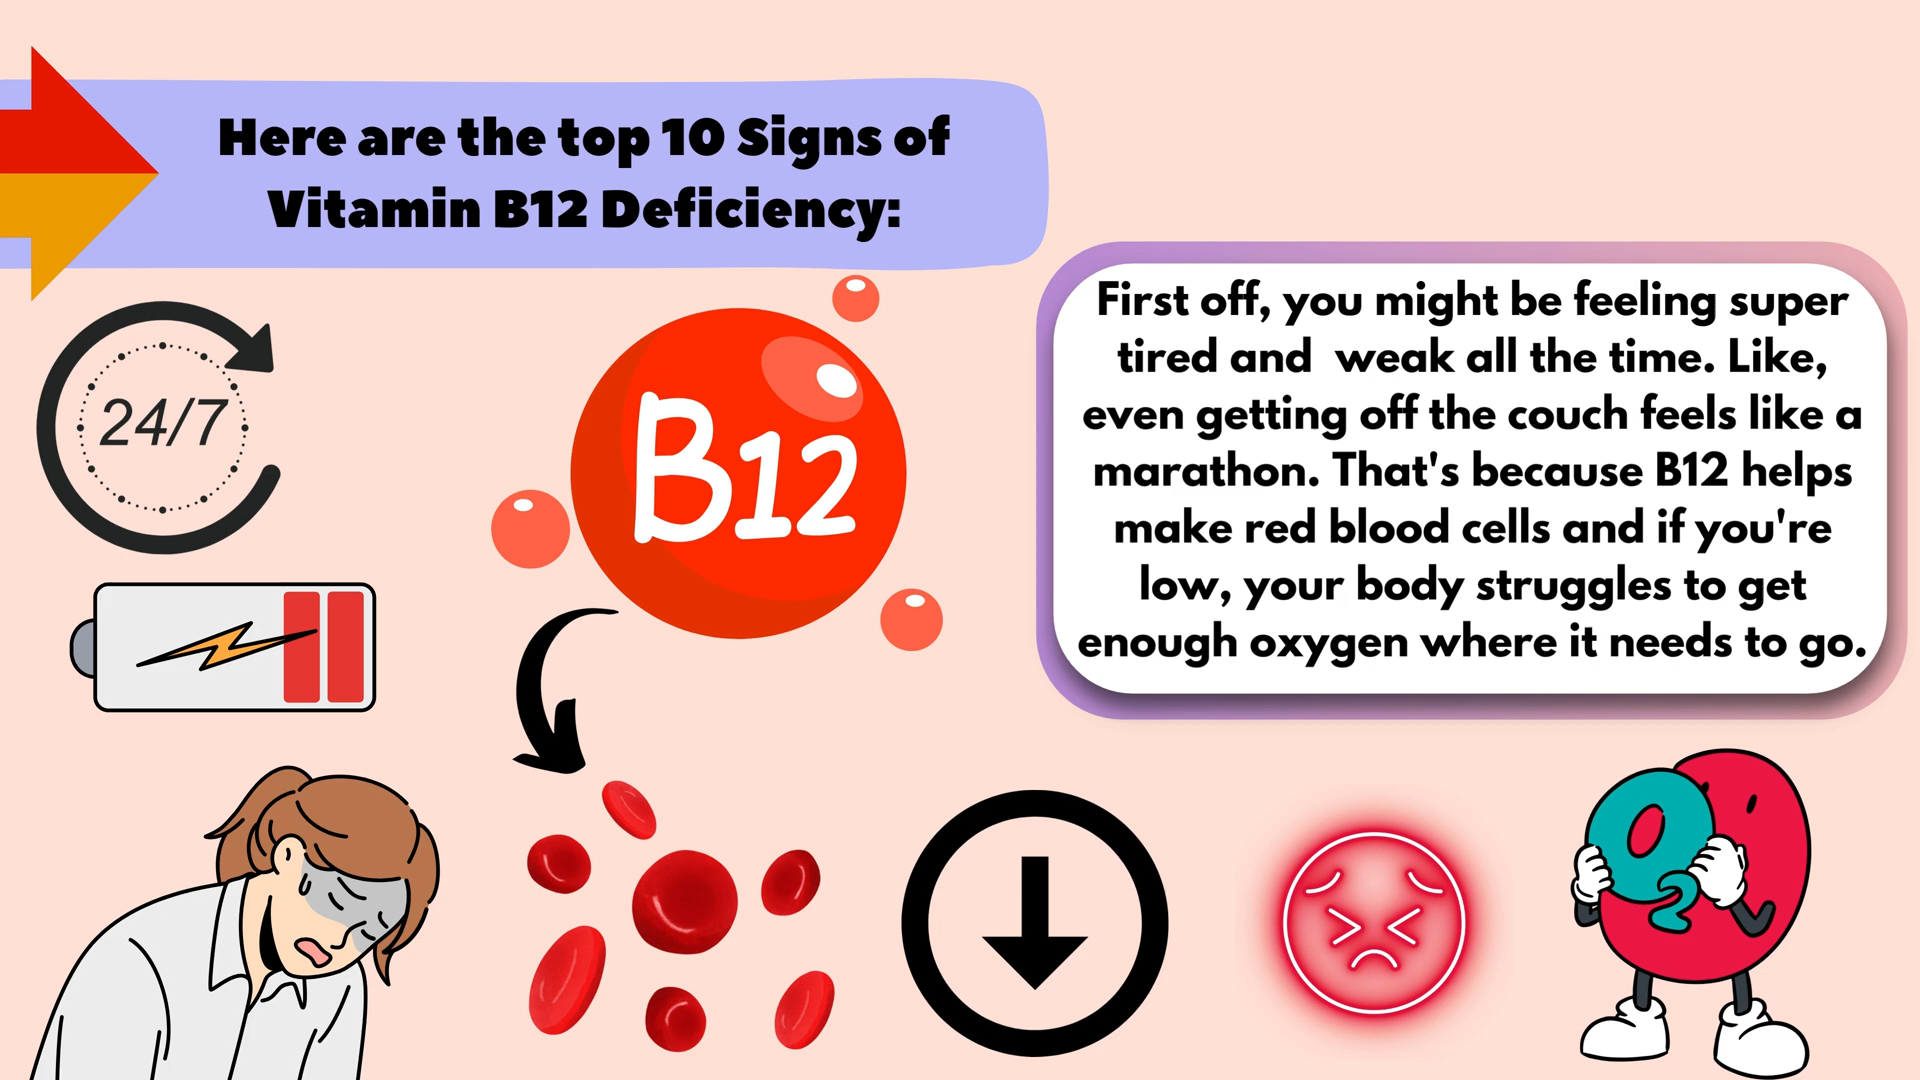 Here are the top 10 Signs of
Vitamin B12 Deficiency:
First off, you might be feeling super
tired and  weak all the time. Like,
even getting off the couch feels like a
marathon. That's because B12 helps
make red blood cells and if you're
low, your body struggles to get
enough oxygen where it needs to go.
24/7
B12
O2